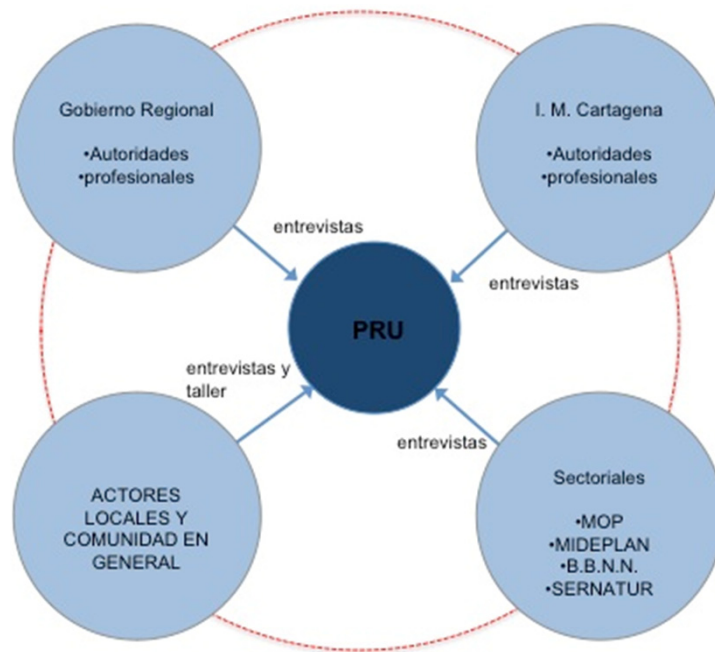 Gobierno Regional
•Autoridades
•profesionales
I. M. Cartagena
•Autoridades
•profesionales
entrevistas
entrevistas
PRU
entrevistas y
taller
entrevistas
ACTORES
LOCALES Y
COMUNIDAD EN
GENERAL
Sectoriales
•MOP
•MIDEPLAN
•B.B.N.N.
•SERNATUR